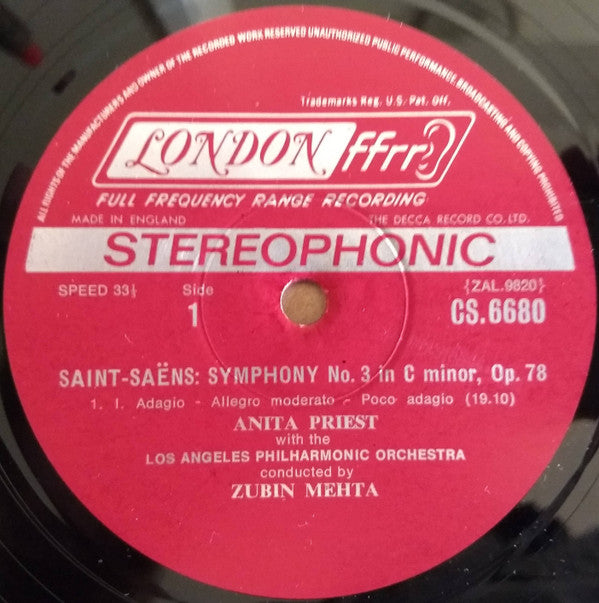 ALL RIGHTS OF THE MANUFACTURERS AND OWNER OF THE RECORDED WORK RESERVED UNAUTHORIZED PUBLIC PERFORMANCE, BROADCASTING AND COPYING PROHIBITED
Trademarks Reg. U.S. Pat. Off.
LONDON ffrr
FULL FREQUENCY RANGE RECORDING
MADE IN ENGLAND THE DECCA RECORD CO. LTD.
STEREOPHONIC
SPEED 33⅓ Side {ZAL.9820}
1 CS.6680
SAINT-SAËNS: SYMPHONY No. 3 in C minor, Op. 78
1. I. Adagio - Allegro moderato - Poco adagio (19.10)
ANITA PRIEST
with the
LOS ANGELES PHILHARMONIC ORCHESTRA
conducted by
ZUBIN MEHTA